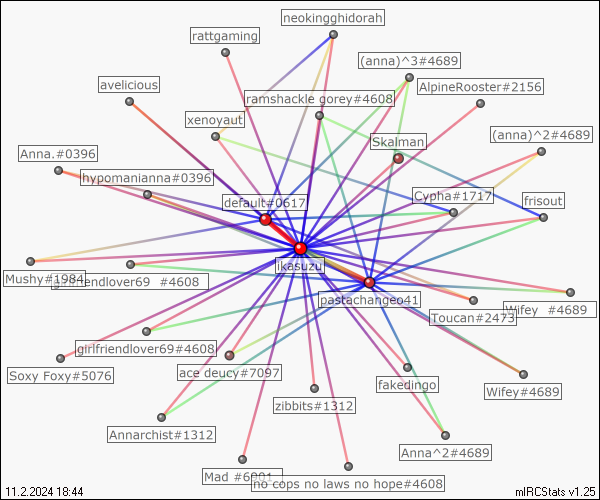 neokingghidorah
rattgaming
(anna)^3#4689
avelicious
AlpineRooster#2156
ramshackle gorey#4608
xenoyaut
(anna)^2#4689
Skalman
Anna.#0396
hypomanianna#0396
Cypha#1717
default#0617
frisout
ikasuzu
Mushy#1984
girlfriendlover69 #4608
pastachangeo41
Toucan#2473
Wifey #4689
girlfriendlover69#4608
Soxy Foxy#5076
ace deucy#7097
fakedingo
Wifey#4689
zibbits#1312
Annarchist#1312
Anna^2#4689
Mad
no cops no laws no hope#4608
11.2.2024 18:44
mIRCStats v1.25